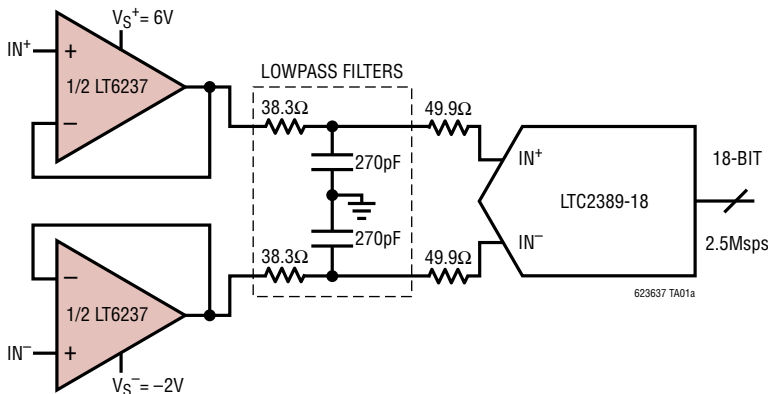 V_S⁺ = 6V
IN⁺
+
1/2 LT6237
–
LOWPASS FILTERS
38.3Ω
49.9Ω
270pF
270pF
38.3Ω
49.9Ω
IN⁺
LTC2389-18
IN⁻
18-BIT
2.5Msps
623637 TA01a
–
1/2 LT6237
+
IN⁻
V_S⁻ = –2V